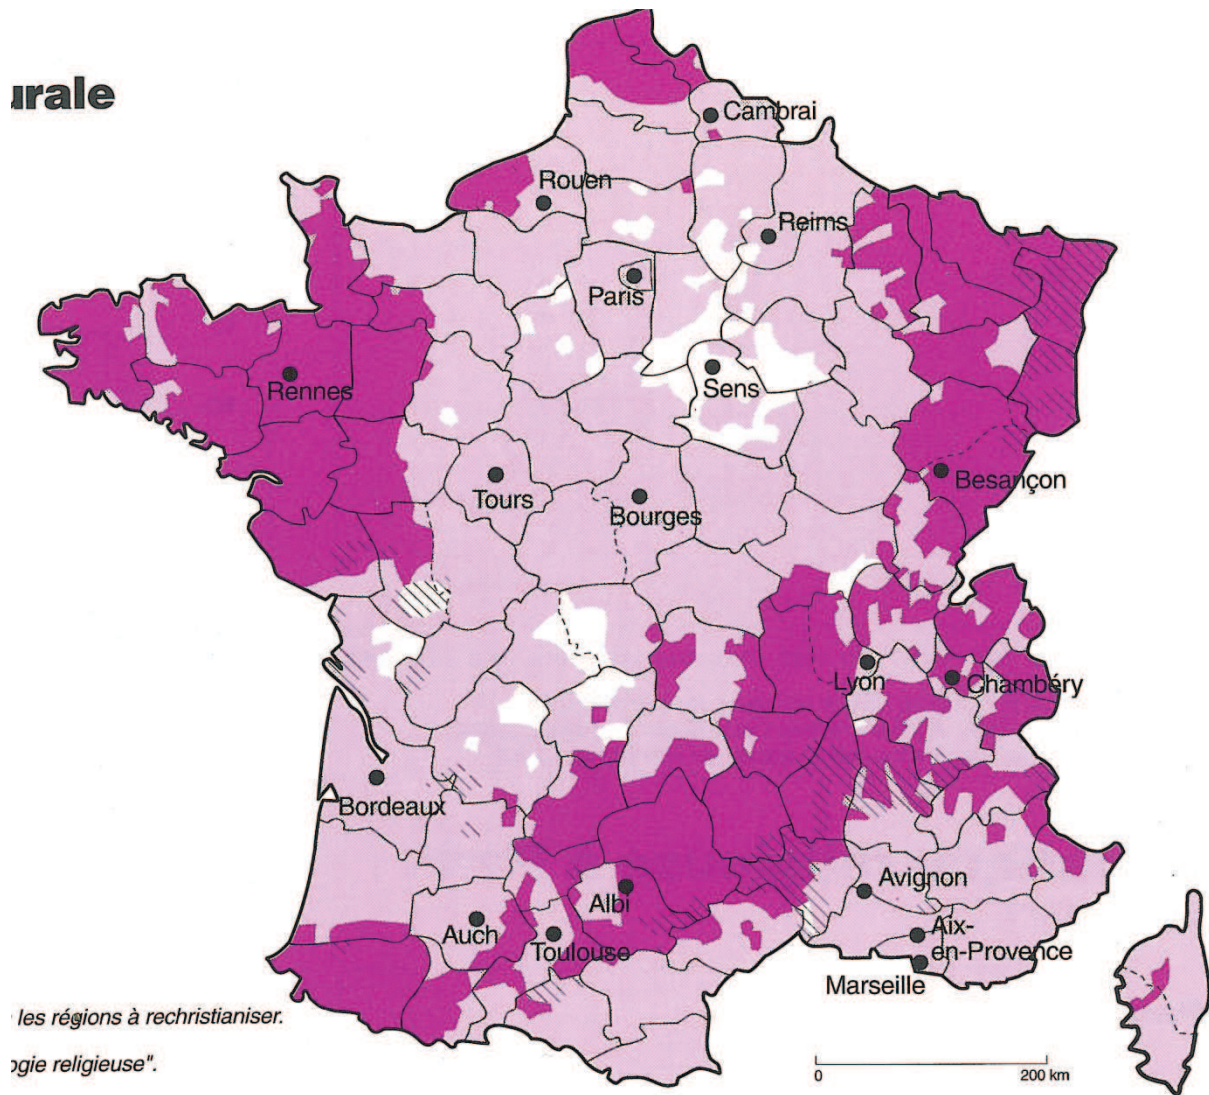 urale
Cambrai
Rouen
Reims
Paris
Rennes
Sens
Besançon
Tours
Bourges
Lyon
Chambéry
Bordeaux
Avignon
Albi
Auch
Toulouse
Aix-
en-Provence
Marseille
les régions à rechristianiser.
ogie religieuse".
0 200 km